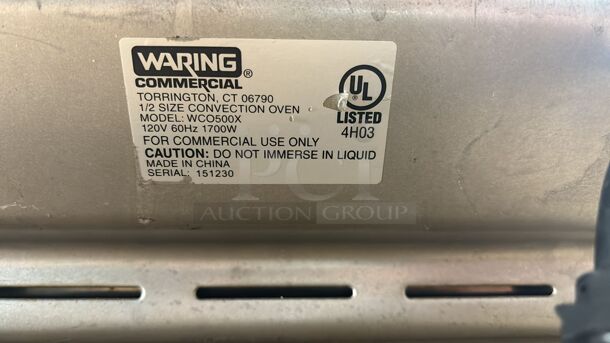 WARING®
COMMERCIAL
TORRINGTON, CT 06790
1/2 SIZE CONVECTION OVEN
MODEL: WCO500X
120V 60Hz 1700W
FOR COMMERCIAL USE ONLY
CAUTION: DO NOT IMMERSE IN LIQUID
MADE IN CHINA
SERIAL: 151230
UL
LISTED
4H03
PCI
AUCTION GROUP